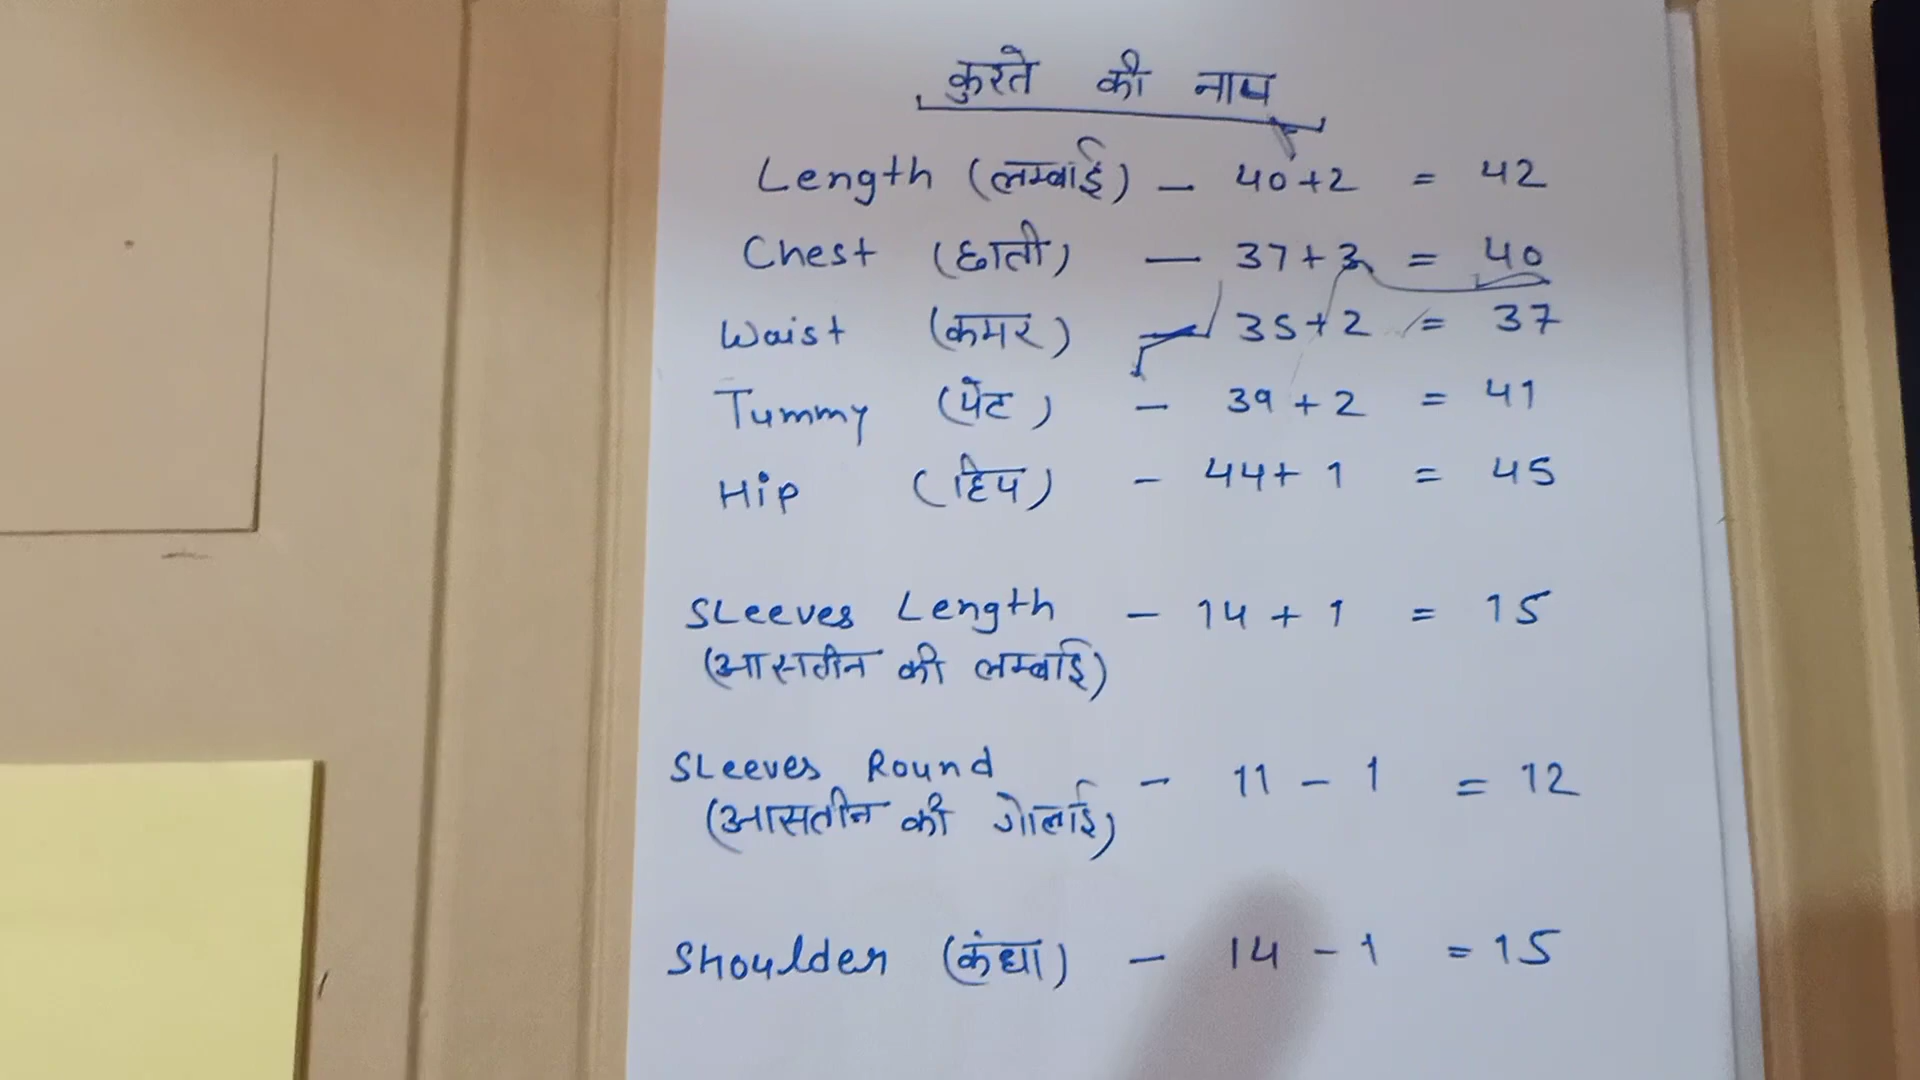 कुरते की नाप
Length (लम्बाई) - 40+2 = 42
Chest (छाती) - 37+3 = 40
Waist (कमर) - 35+2 = 37
Tummy (पेंट) - 39+2 = 41
Hip (हिप) - 44+1 = 45
Sleeves Length - 14+1 = 15
(आसतीन की लम्बाई)
Sleeves Round - 11-1 = 12
(आसतीन की गोलाई)
Shoulder (कंधा) - 14-1 = 15